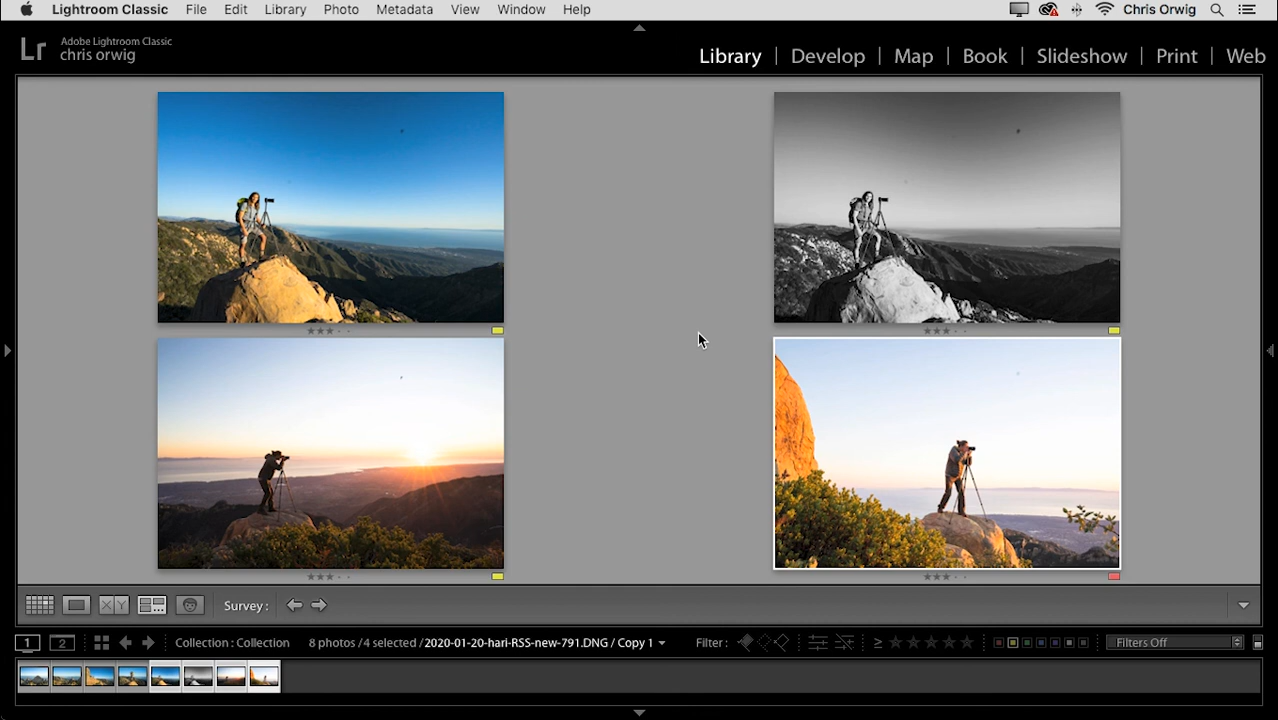 Lightroom Classic File Edit Library Photo Metadata View Window Help Chris Orwig
Lr Adobe Lightroom Classic
chris orwig
Library | Develop | Map | Book | Slideshow | Print | Web
X Y Survey :
1 2 Collection : Collection 8 photos / 4 selected / 2020-01-20-hari-RSS-new-791.DNG / Copy 1 Filter : ≥ Filters Off